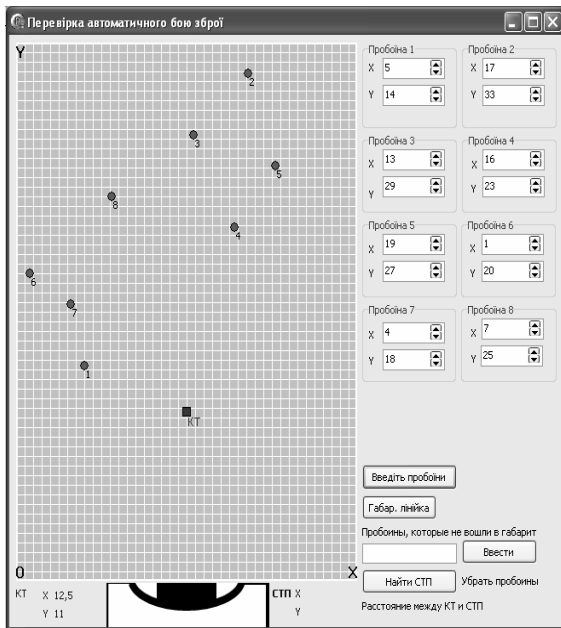 Перевірка автоматичного бою зброї
Y
2
3
5
8
4
6
7
1
КТ
0
X
Пробоїна 1
X 5
Y 14
Пробоїна 2
X 17
Y 33
Пробоїна 3
X 13
Y 29
Пробоїна 4
X 16
Y 23
Пробоїна 5
X 19
Y 27
Пробоїна 6
X 1
Y 20
Пробоїна 7
X 4
Y 18
Пробоїна 8
X 7
Y 25
Введіть пробоїни
Габар. лінійка
Пробоины, которые не вошли в габарит
Ввести
Найти СТП
Убрать пробоины
Расстояние между КТ и СТП
КТ X 12,5
Y 11
СТП X
Y